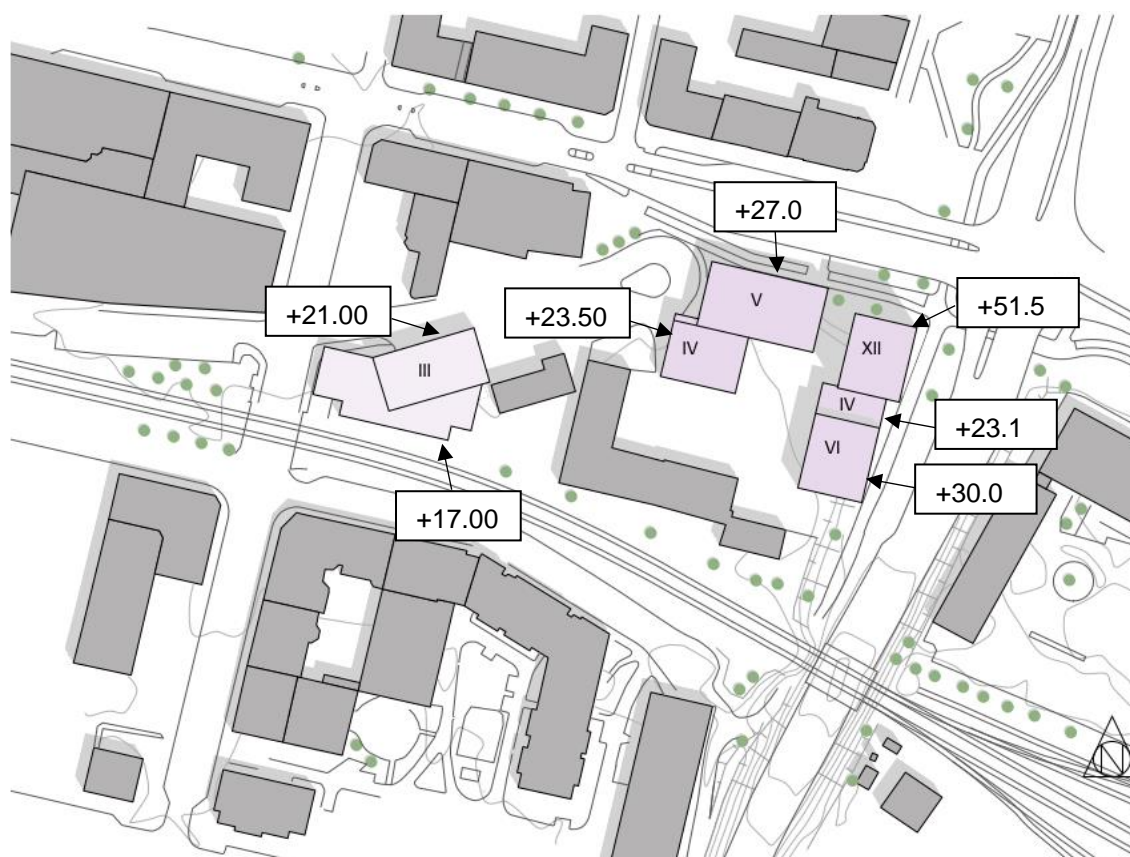 +27.0
V
+21.00
+23.50
+51.5
IV
XII
III
IV
+23.1
VI
+30.0
+17.00
N